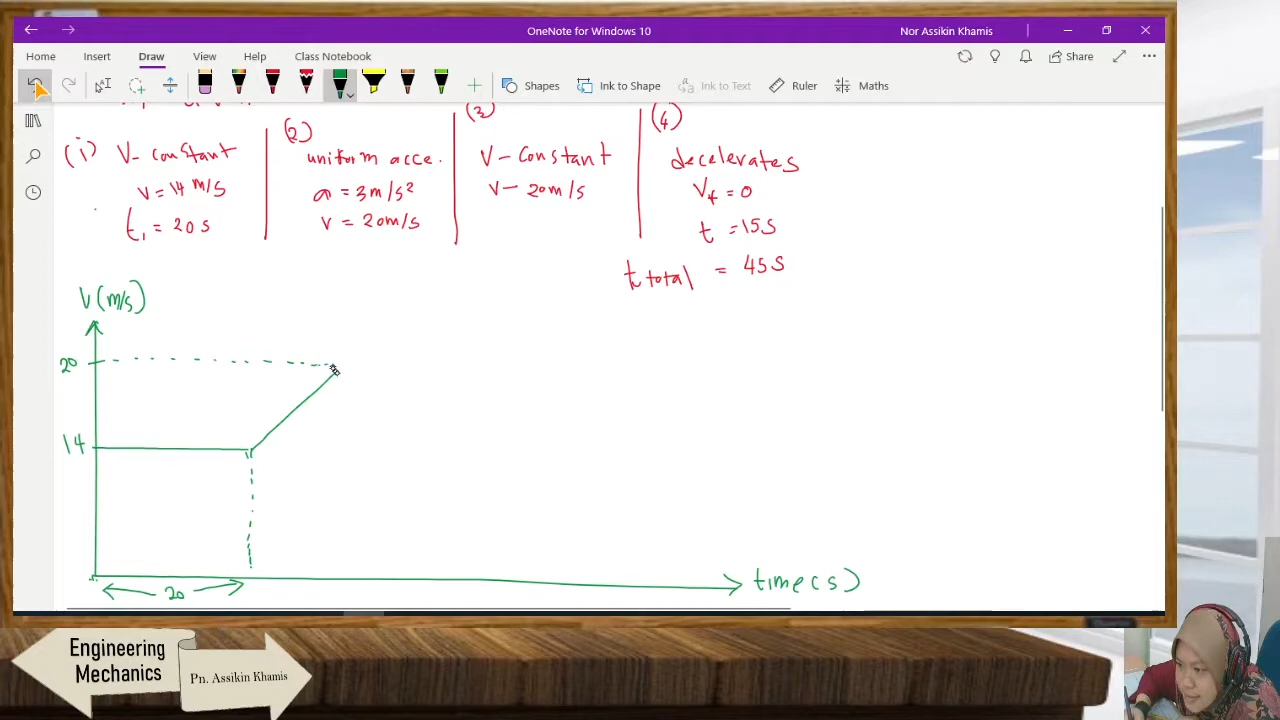 OneNote for Windows 10
Nor Assikin Khamis
Home Insert Draw View Help Class Notebook
Share
Shapes
Ink to Shape
Ink to Text
Ruler
Maths
(i) V - constant
V = 14 m/s
t1 = 20 s
(2)
uniform acce.
a = 3m/s²
V = 20m/s
(3)
V - Constant
V - 20m/s
(4)
decelerates
Vf = 0
t = 15s
t total = 45s
V (m/s)
20
14
20
time (s)
Engineering
Mechanics
Pn. Assikin Khamis